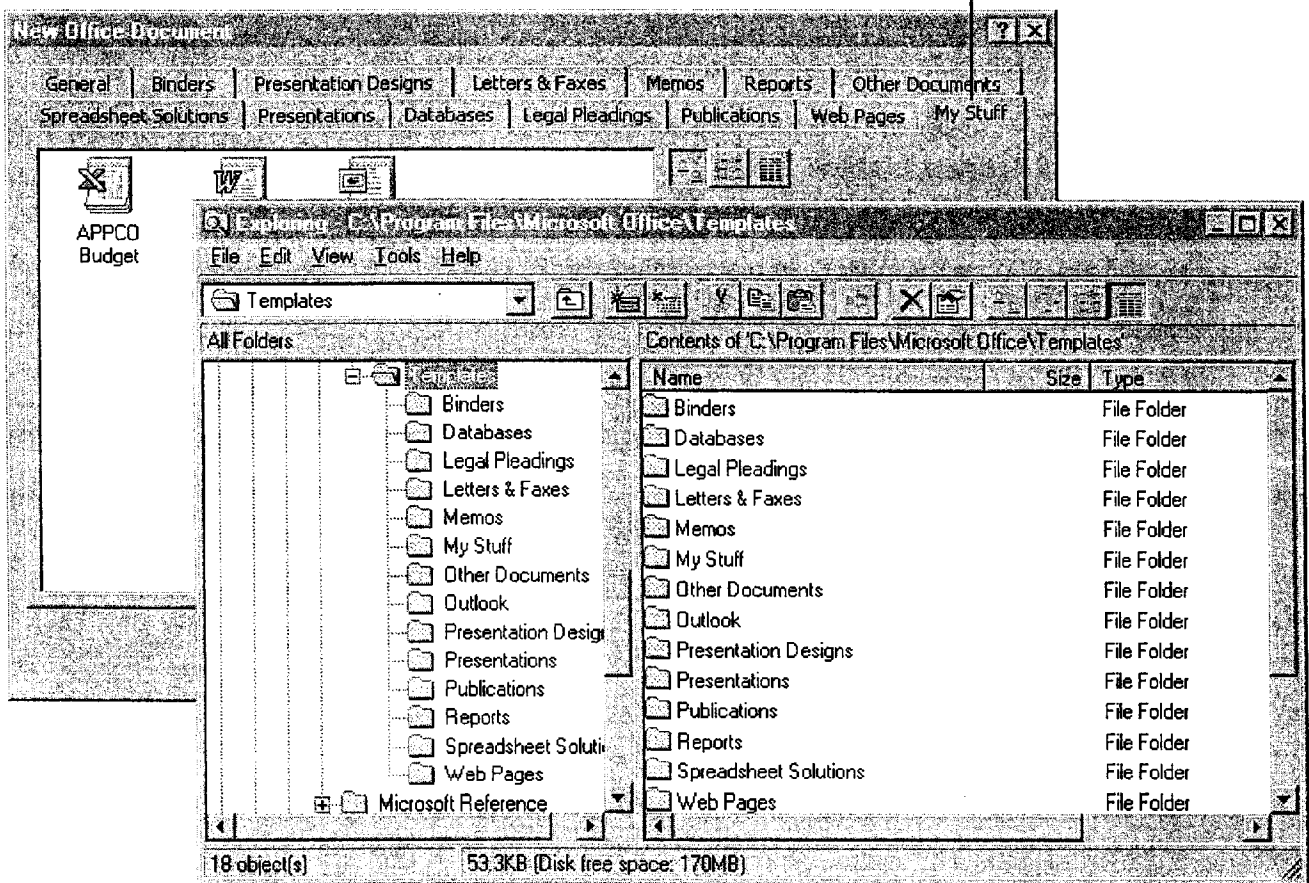 New Office Document
General Binders Presentation Designs Letters & Faxes Memos Reports Other Documents
Spreadsheet Solutions Presentations Databases Legal Pleadings Publications Web Pages My Stuff
APPCO
Budget
Exploring - C:\Program Files\Microsoft Office\Templates
File Edit View Tools Help
Templates
All Folders
Contents of 'C:\Program Files\Microsoft Office\Templates'
Templates
Binders
Databases
Legal Pleadings
Letters & Faxes
Memos
My Stuff
Other Documents
Outlook
Presentation Desig
Presentations
Publications
Reports
Spreadsheet Soluti
Web Pages
Microsoft Reference
Name Size Type
Binders File Folder
Databases File Folder
Legal Pleadings File Folder
Letters & Faxes File Folder
Memos File Folder
My Stuff File Folder
Other Documents File Folder
Outlook File Folder
Presentation Designs File Folder
Presentations File Folder
Publications File Folder
Reports File Folder
Spreadsheet Solutions File Folder
Web Pages File Folder
18 object(s) 53.3KB (Disk free space: 170MB)